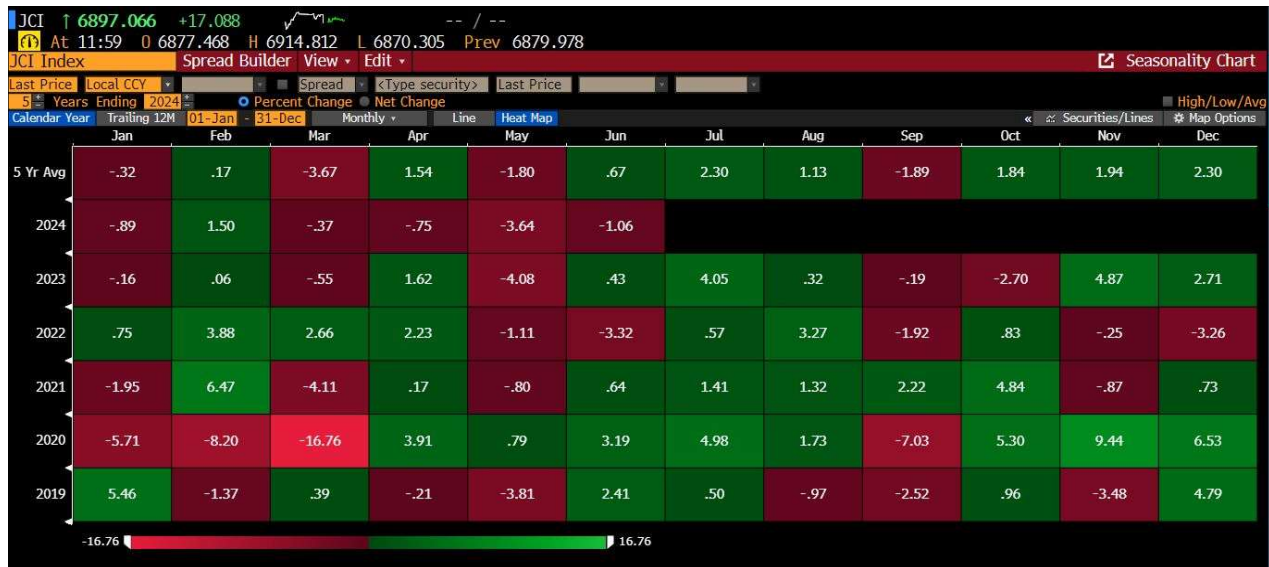 JCI ↑ 6897.066 +17.088 -- / --
At 11:59 O 6877.468 H 6914.812 L 6870.305 Prev 6879.978
JCI Index Spread Builder View Edit Seasonality Chart
Last Price Local CCY Spread <Type security> Last Price
5 Years Ending 2024 Percent Change Net Change High/Low/Avg
Calendar Year Trailing 12M 01-Jan - 31-Dec Monthly Line Heat Map « Securities/Lines Map Options
Jan Feb Mar Apr May Jun Jul Aug Sep Oct Nov Dec
5 Yr Avg -.32 .17 -3.67 1.54 -1.80 .67 2.30 1.13 -1.89 1.84 1.94 2.30
2024 -.89 1.50 -.37 -.75 -3.64 -1.06
2023 -.16 .06 -.55 1.62 -4.08 .43 4.05 .32 -.19 -2.70 4.87 2.71
2022 .75 3.88 2.66 2.23 -1.11 -3.32 .57 3.27 -1.92 .83 -.25 -3.26
2021 -1.95 6.47 -4.11 .17 -.80 .64 1.41 1.32 2.22 4.84 -.87 .73
2020 -5.71 -8.20 -16.76 3.91 .79 3.19 4.98 1.73 -7.03 5.30 9.44 6.53
2019 5.46 -1.37 .39 -.21 -3.81 2.41 .50 -.97 -2.52 .96 -3.48 4.79
-16.76 16.76